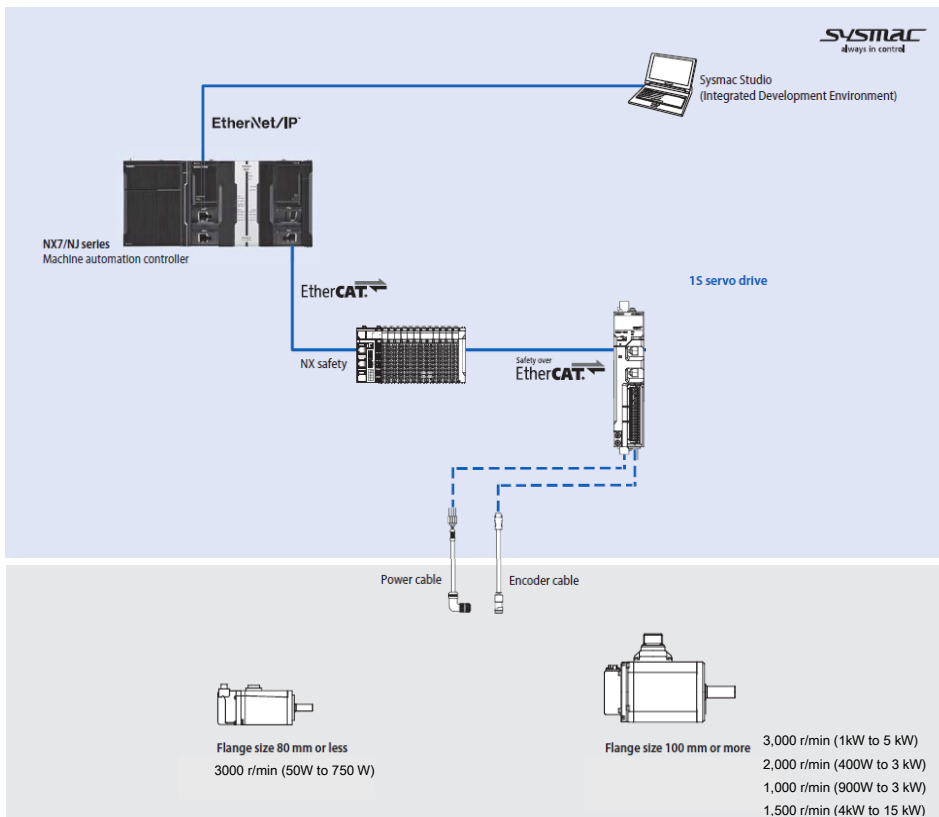 sysmac
always in control
Sysmac Studio
(Integrated Development Environment)
EtherNet/IP™
NX7/NJ series
Machine automation controller
EtherCAT.
1S servo drive
NX safety
Safety over
EtherCAT.
Power cable
Encoder cable
Flange size 80 mm or less
3000 r/min (50W to 750 W)
Flange size 100 mm or more
3,000 r/min (1kW to 5 kW)
2,000 r/min (400W to 3 kW)
1,000 r/min (900W to 3 kW)
1,500 r/min (4kW to 15 kW)